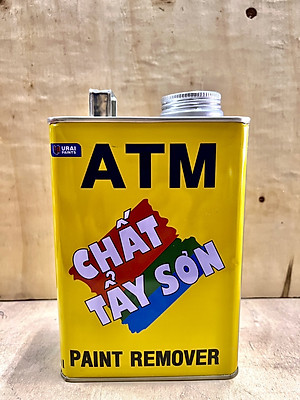 URAI
PAINTS
ATM
CHẤT
TẨY SƠN
PAINT REMOVER